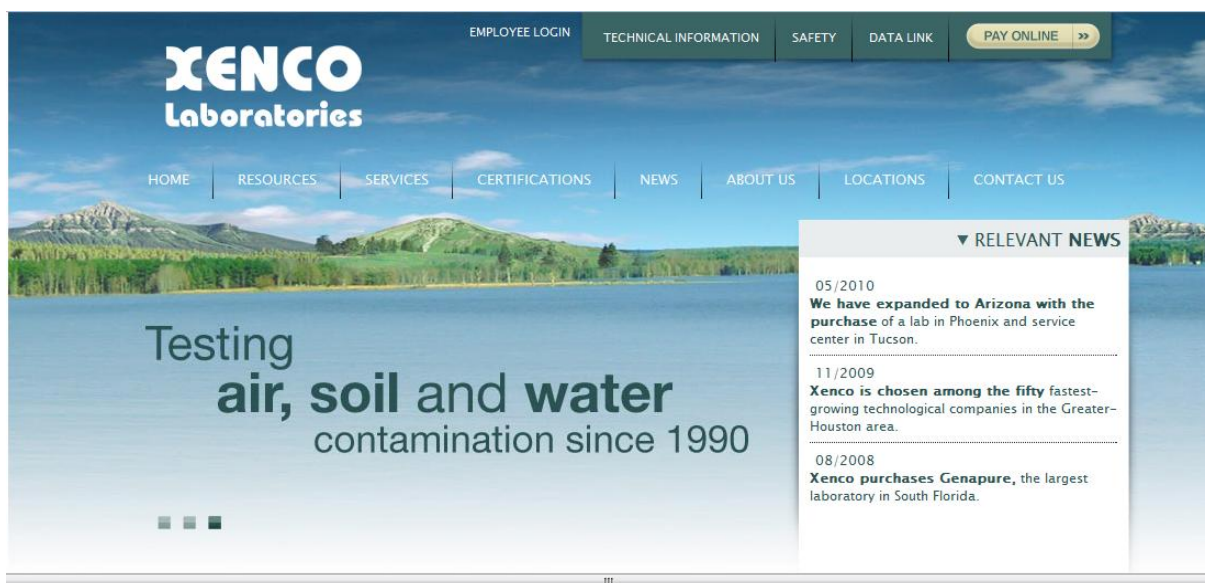 EMPLOYEE LOGIN
TECHNICAL INFORMATION
SAFETY
DATA LINK
PAY ONLINE »
XENCO
Laboratories
HOME
RESOURCES
SERVICES
CERTIFICATIONS
NEWS
ABOUT US
LOCATIONS
CONTACT US
Testing
air, soil and water
contamination since 1990
▼ RELEVANT NEWS
05/2010
We have expanded to Arizona with the
purchase of a lab in Phoenix and service
center in Tucson.
11/2009
Xenco is chosen among the fifty fastest-
growing technological companies in the Greater-
Houston area.
08/2008
Xenco purchases Genapure, the largest
laboratory in South Florida.